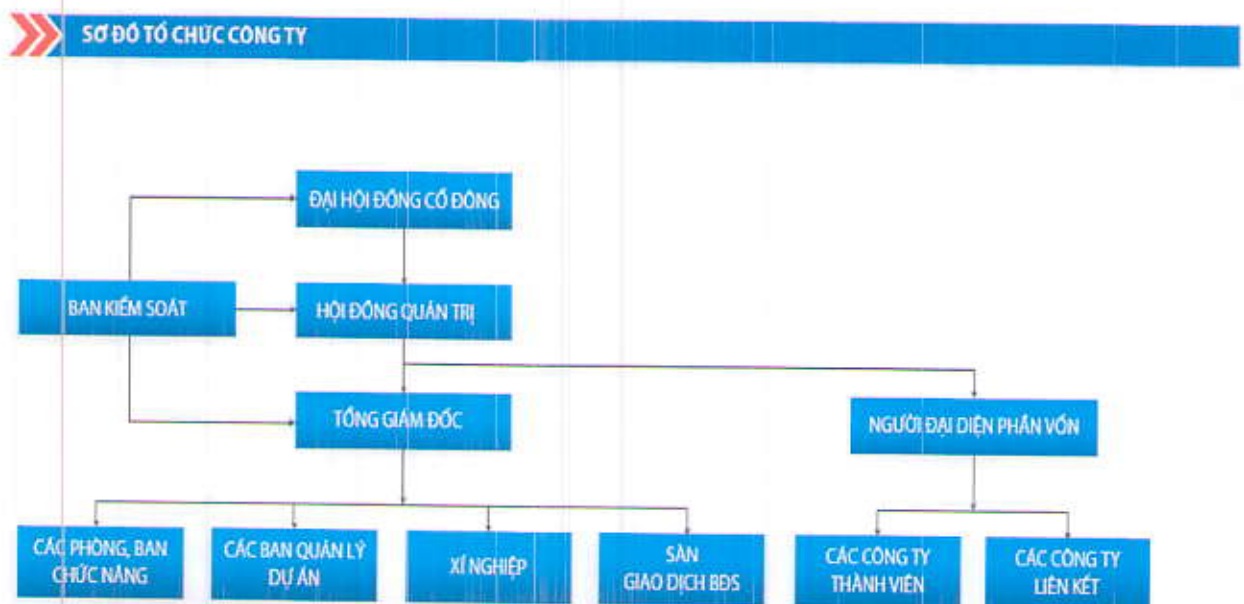 SƠ ĐỒ TỔ CHỨC CÔNG TY
ĐẠI HỘI ĐỒNG CỔ ĐÔNG
BAN KIỂM SOÁT
HỘI ĐỒNG QUẢN TRỊ
TỔNG GIÁM ĐỐC
NGƯỜI ĐẠI DIỆN PHẦN VỐN
CÁC PHÒNG, BAN
CHỨC NĂNG
CÁC BAN QUẢN LÝ
DỰ ÁN
XÍ NGHIỆP
SÀN
GIAO DỊCH BĐS
CÁC CÔNG TY
THÀNH VIÊN
CÁC CÔNG TY
LIÊN KẾT